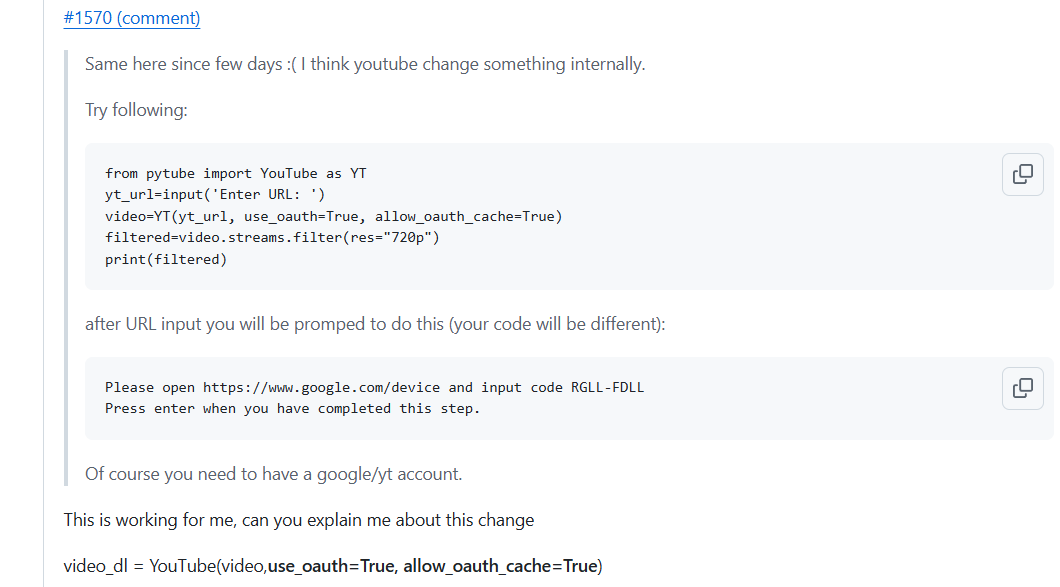 #1570 (comment)
Same here since few days :( I think youtube change something internally.
Try following:
from pytube import YouTube as YT
yt_url=input('Enter URL: ')
video=YT(yt_url, use_oauth=True, allow_oauth_cache=True)
filtered=video.streams.filter(res="720p")
print(filtered)
after URL input you will be promped to do this (your code will be different):
Please open https://www.google.com/device and input code RGLL-FDLL
Press enter when you have completed this step.
Of course you need to have a google/yt account.
This is working for me, can you explain me about this change
video_dl = YouTube(video,use_oauth=True, allow_oauth_cache=True)